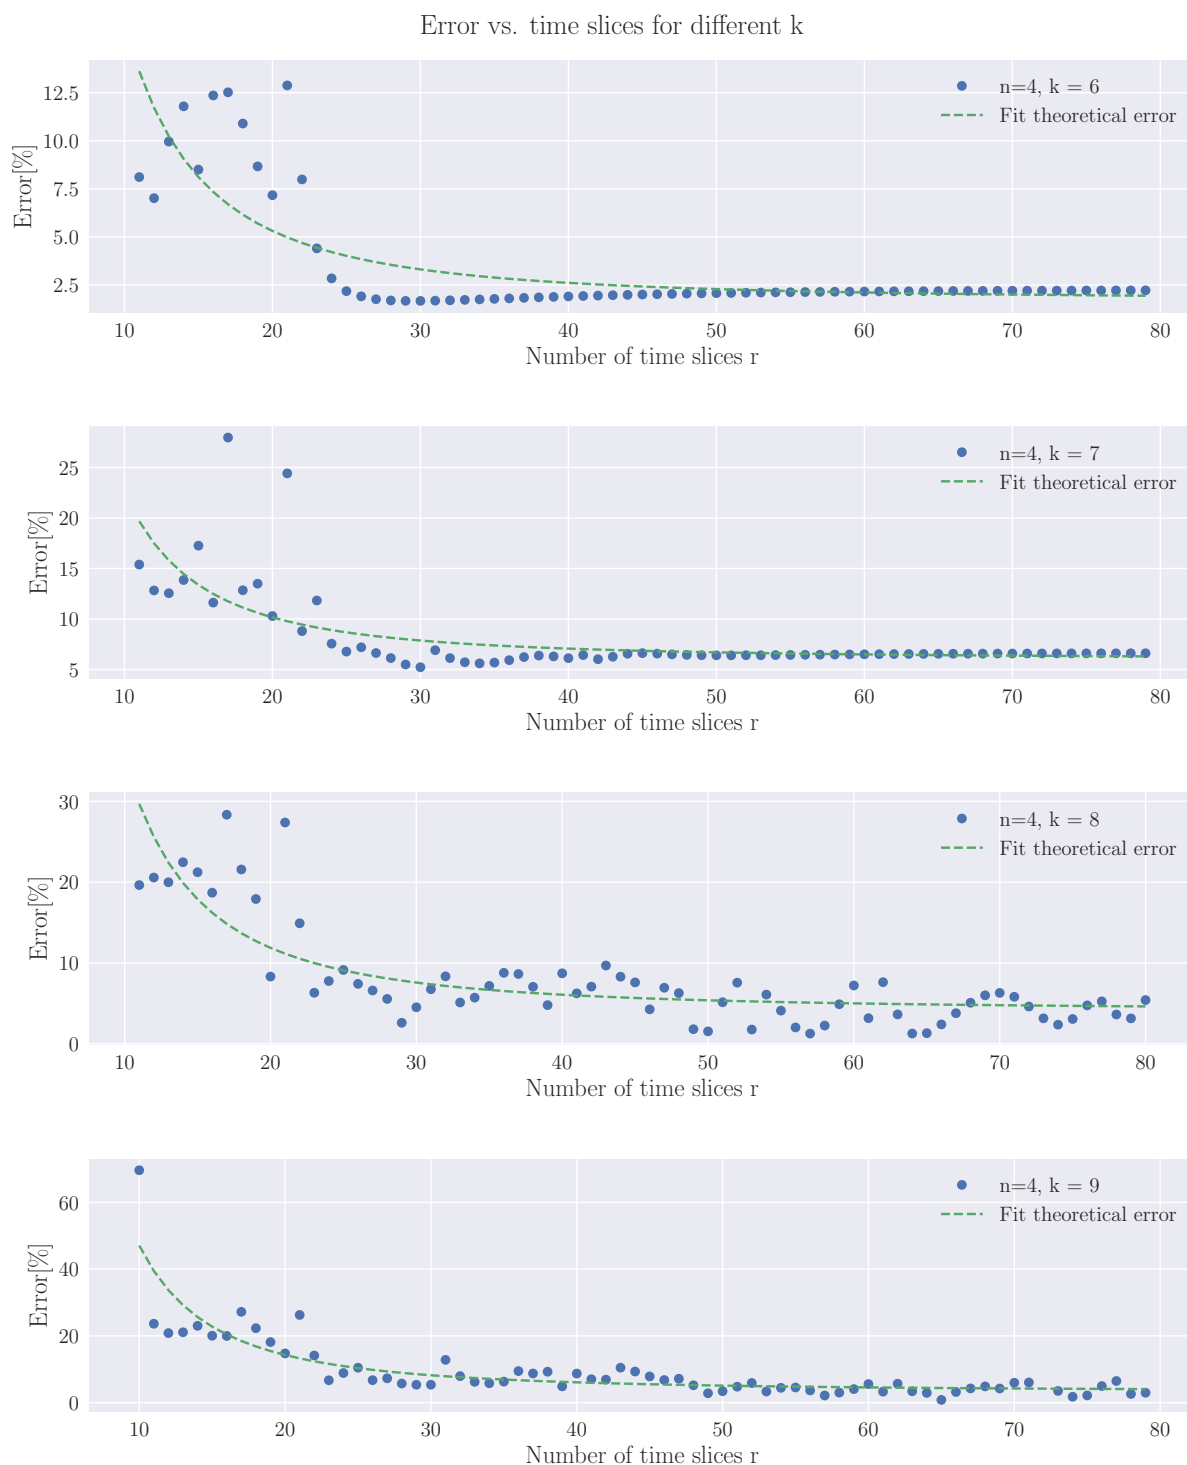 Error vs. time slices for different k
12.5
10.0
7.5
5.0
2.5
Error[%]
n=4, k = 6
Fit theoretical error
10 20 30 40 50 60 70 80
Number of time slices r
25
20
15
10
5
Error[%]
n=4, k = 7
Fit theoretical error
10 20 30 40 50 60 70 80
Number of time slices r
30
20
10
0
Error[%]
n=4, k = 8
Fit theoretical error
10 20 30 40 50 60 70 80
Number of time slices r
60
40
20
0
Error[%]
n=4, k = 9
Fit theoretical error
10 20 30 40 50 60 70 80
Number of time slices r